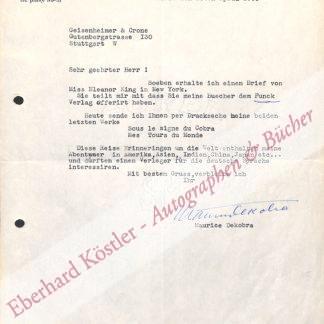 Geisenheimer & Crone
Gutenbergstrasse 130
Stuttgart W
Sehr geehrter Herr !
Soeben erhalte ich einen Brief von
Miss Eleanor King in New York.
Sie teilt mir mit dass Sie meine Buecher dem Funck
Verlag offerirt haben.
Heute sende ich Ihnen per Drucksache meine beiden
letzten Werke
Sous le signe du Cobra
Mes Tours du Monde
Diese Reise Erinnerungen um die Welt enthalten meine
Abenteuer in Amerika, Asien, Indien, China, Japan, etc...
und dürften einen Verleger für die deutsche Sprache
interessiren.
Mit besten Gruss, verbleibe ich
Ihr
Maurice Dekobra
Maurice Dekobra
Eberhard Köstler - Autographen & Bücher